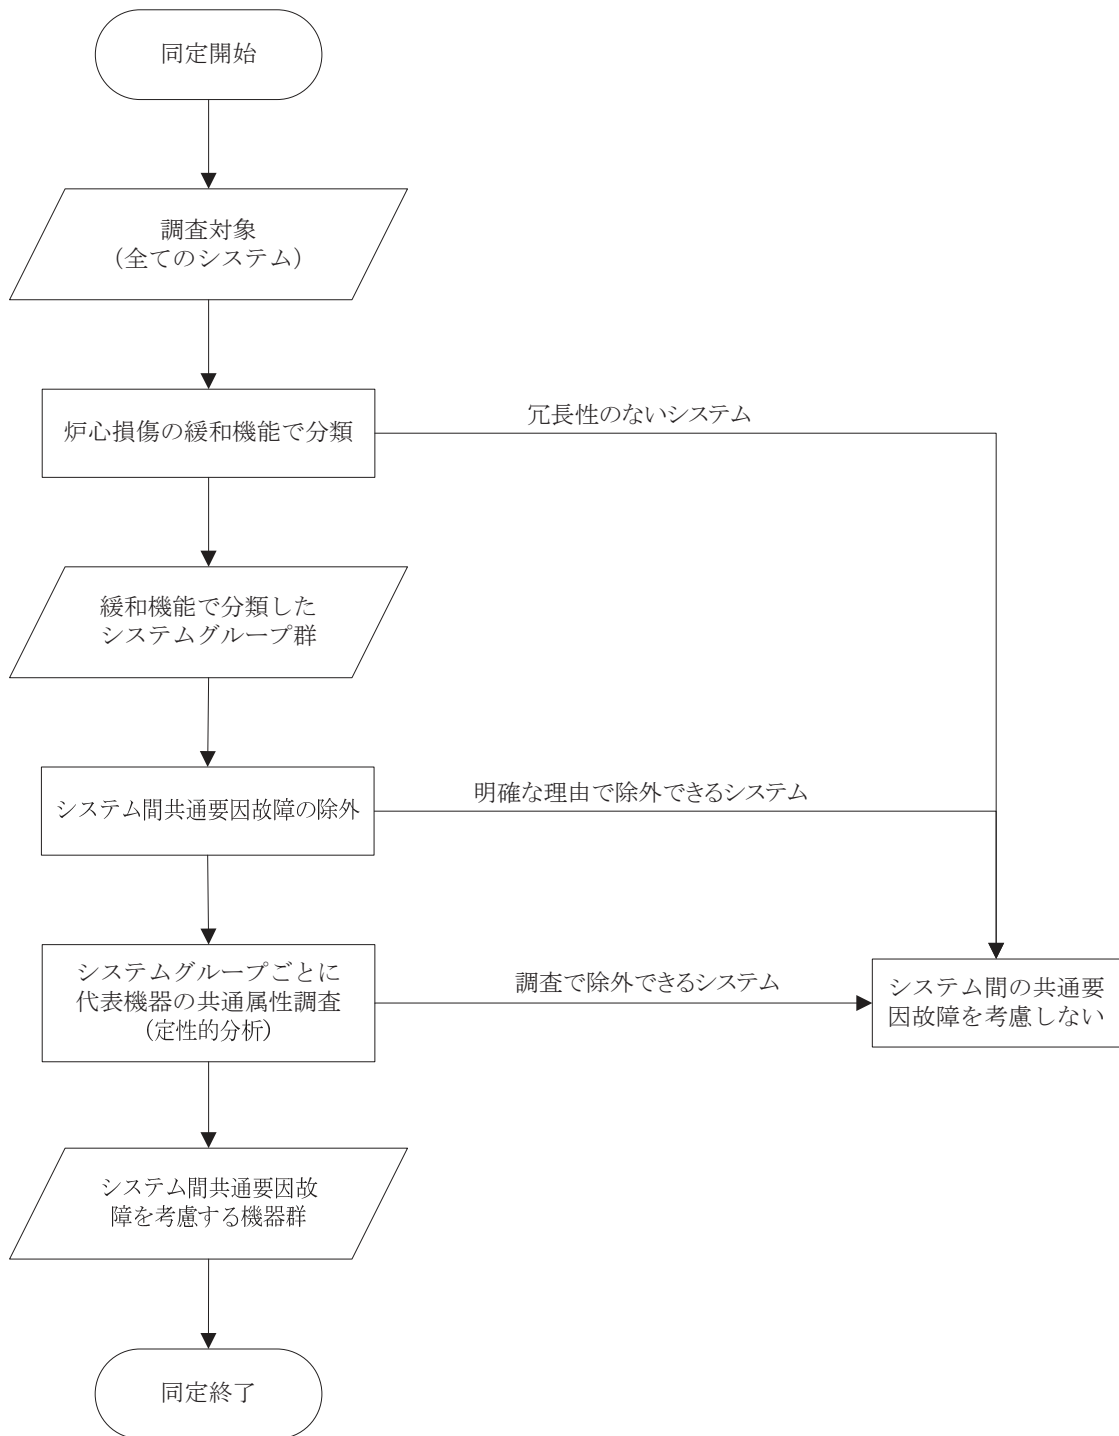 同定開始
調査対象
（全てのシステム）
炉心損傷の緩和機能で分類
冗長性のないシステム
緩和機能で分類した
システムグループ群
システム間共通要因故障の除外
明確な理由で除外できるシステム
システムグループごとに
代表機器の共通属性調査
（定性的分析）
調査で除外できるシステム
システム間の共通要
因故障を考慮しない
システム間共通要因故
障を考慮する機器群
同定終了